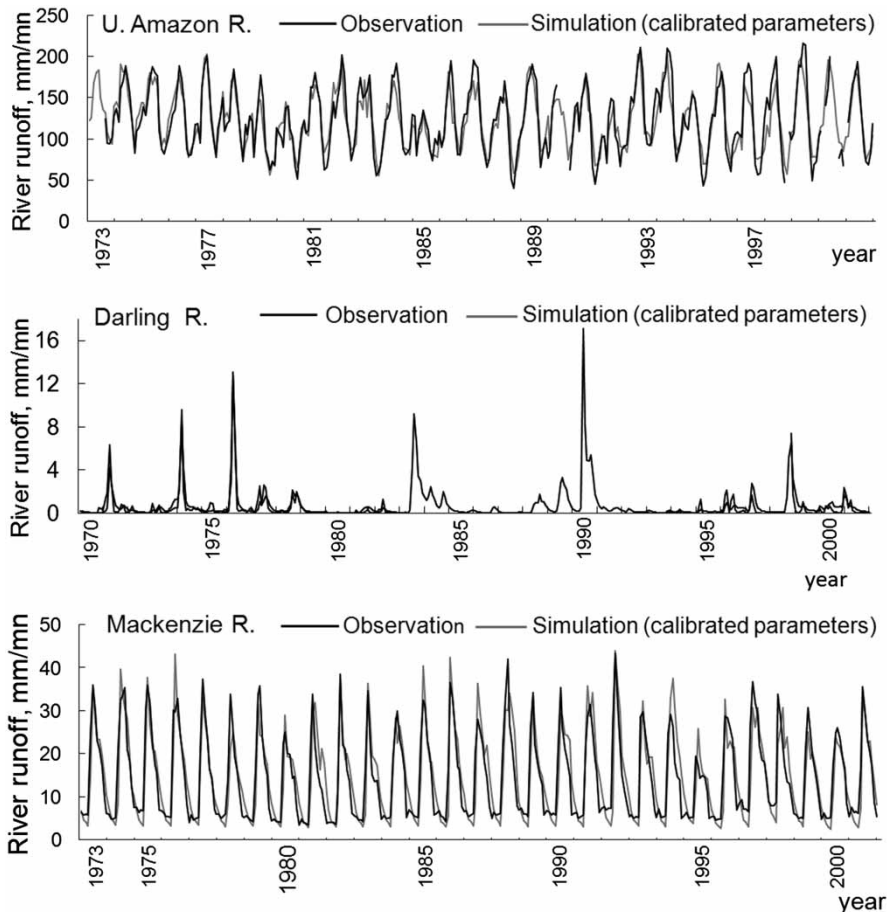 U. Amazon R. Observation Simulation (calibrated parameters)
River runoff, mm/mn
250
200
150
100
50
0
1973 1977 1981 1985 1989 1993 1997
year
Darling R. Observation Simulation (calibrated parameters)
River runoff, mm/mn
16
12
8
4
0
1970 1975 1980 1985 1990 1995 2000
year
Mackenzie R. Observation Simulation (calibrated parameters)
River runoff, mm/mn
50
40
30
20
10
0
1973 1975 1980 1985 1990 1995 2000
year